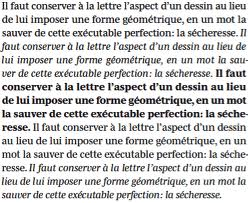 Il faut conserver à la lettre l'aspect d'un dessin au lieu
de lui imposer une forme géométrique, en un mot la
sauver de cette exécutable perfection: la sécheresse. Il
faut conserver à la lettre l'aspect d'un dessin au lieu de
lui imposer une forme géométrique, en un mot la sau-
ver de cette exécutable perfection: la sécheresse. Il faut
conserver à la lettre l'aspect d'un dessin au lieu
de lui imposer une forme géométrique, en un mot
la sauver de cette exécutable perfection: la séche-
resse. Il faut conserver à la lettre l'aspect d'un dessin
au lieu de lui imposer une forme géométrique, en un
mot la sauver de cette exécutable perfection: la séche-
resse. Il faut conserver à la lettre l'aspect d'un dessin au
lieu de lui imposer une forme géométrique, en un mot la
sauver de cette exécutable perfection: la sécheresse.